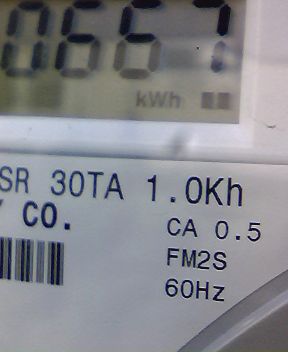 0667
kWh
SR 30TA 1.0Kh
Y CO.
CA 0.5
FM2S
60Hz